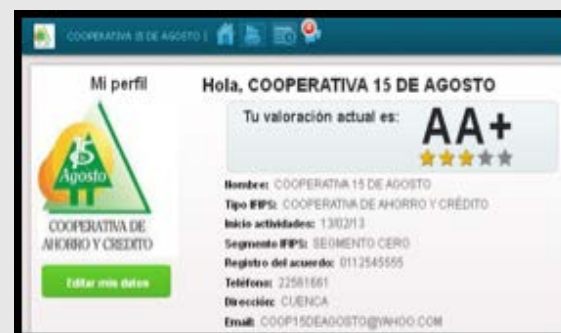 COOPERATIVA 15 DE AGOSTO |
Mi perfil
15
Agosto
COOPERATIVA DE
AHORRO Y CREDITO
Editar mis datos
Hola, COOPERATIVA 15 DE AGOSTO
Tu valoración actual es:
AA+
Nombre: COOPERATIVA 15 DE AGOSTO
Tipo IFIPS: COOPERATIVA DE AHORRO Y CRÉDITO
Inicio actividades: 13/02/13
Segmento IFIPS: SEGMENTO CERO
Registro del acuerdo: 0112545555
Teléfono: 22561661
Dirección: CUENCA
Email: COOP15DEAGOSTO@YAHOO.COM